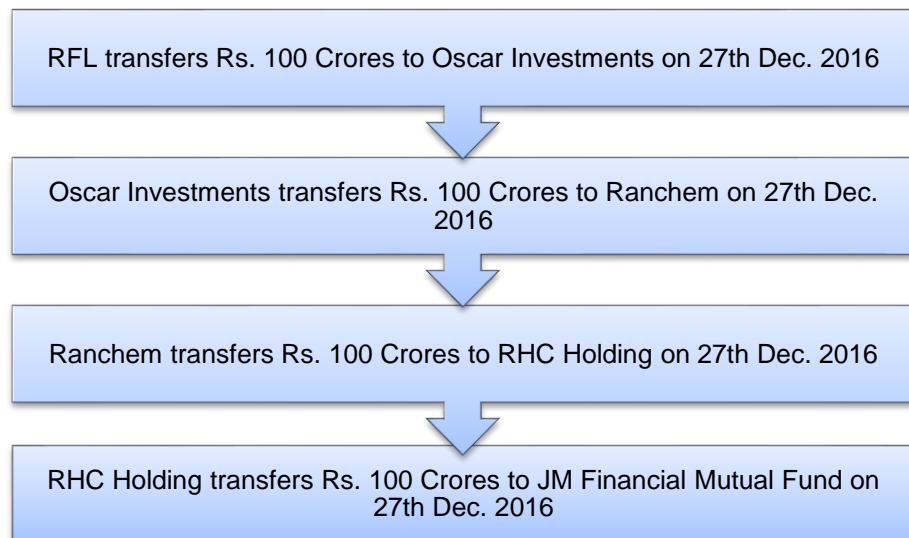 RFL transfers Rs. 100 Crores to Oscar Investments on 27th Dec. 2016
Oscar Investments transfers Rs. 100 Crores to Ranchem on 27th Dec.
2016
Ranchem transfers Rs. 100 Crores to RHC Holding on 27th Dec. 2016
RHC Holding transfers Rs. 100 Crores to JM Financial Mutual Fund on
27th Dec. 2016